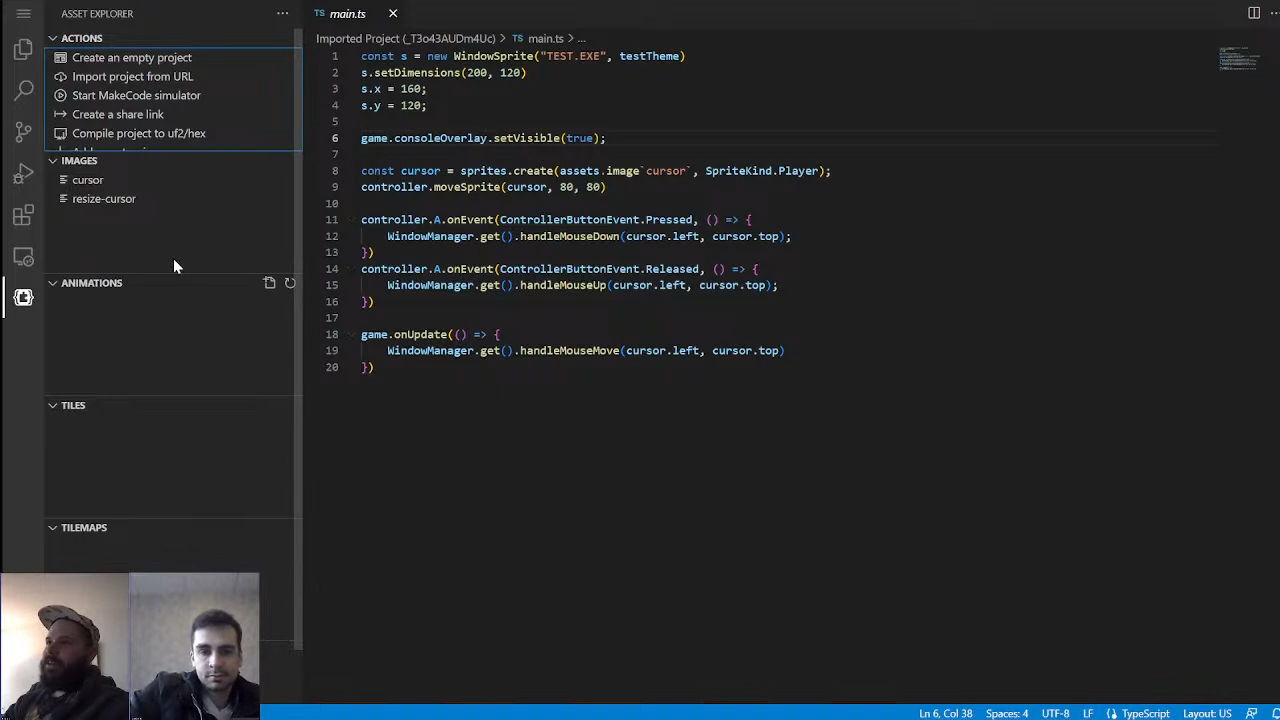 ASSET EXPLORER
ACTIONS
Create an empty project
Import project from URL
Start MakeCode simulator
Create a share link
Compile project to uf2/hex
IMAGES
cursor
resize-cursor
ANIMATIONS
TILES
TILEMAPS
TS main.ts
Imported Project (_T3o43AUDm4Uc) > TS main.ts > ...
1 const s = new WindowSprite("TEST.EXE", testTheme)
2 s.setDimensions(200, 120)
3 s.x = 160;
4 s.y = 120;
5
6 game.consoleOverlay.setVisible(true);
7
8 const cursor = sprites.create(assets.image`cursor`, SpriteKind.Player);
9 controller.moveSprite(cursor, 80, 80)
10
11 controller.A.onEvent(ControllerButtonEvent.Pressed, () => {
12 WindowManager.get().handleMouseDown(cursor.left, cursor.top);
13 })
14 controller.A.onEvent(ControllerButtonEvent.Released, () => {
15 WindowManager.get().handleMouseUp(cursor.left, cursor.top);
16 })
17
18 game.onUpdate(() => {
19 WindowManager.get().handleMouseMove(cursor.left, cursor.top)
20 })
Ln 6, Col 38 Spaces: 4 UTF-8 LF TypeScript Layout: US